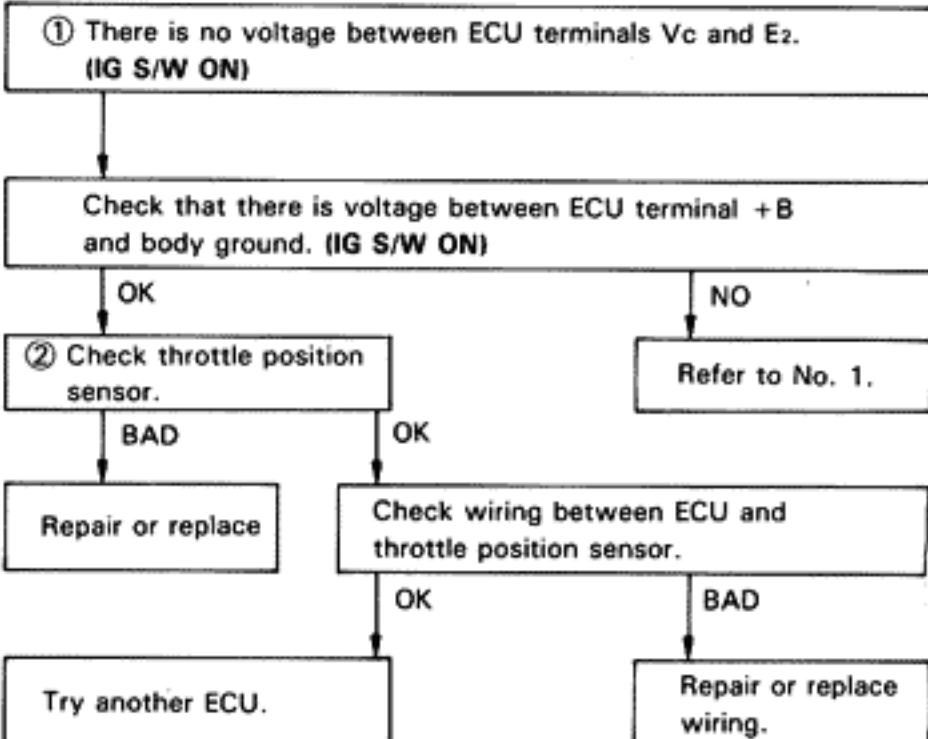 ① There is no voltage between ECU terminals Vc and E₂.
(IG S/W ON)
Check that there is voltage between ECU terminal +B
and body ground. (IG S/W ON)
OK
NO
② Check throttle position
sensor.
Refer to No. 1.
BAD
OK
Repair or replace
Check wiring between ECU and
throttle position sensor.
OK
BAD
Try another ECU.
Repair or replace
wiring.